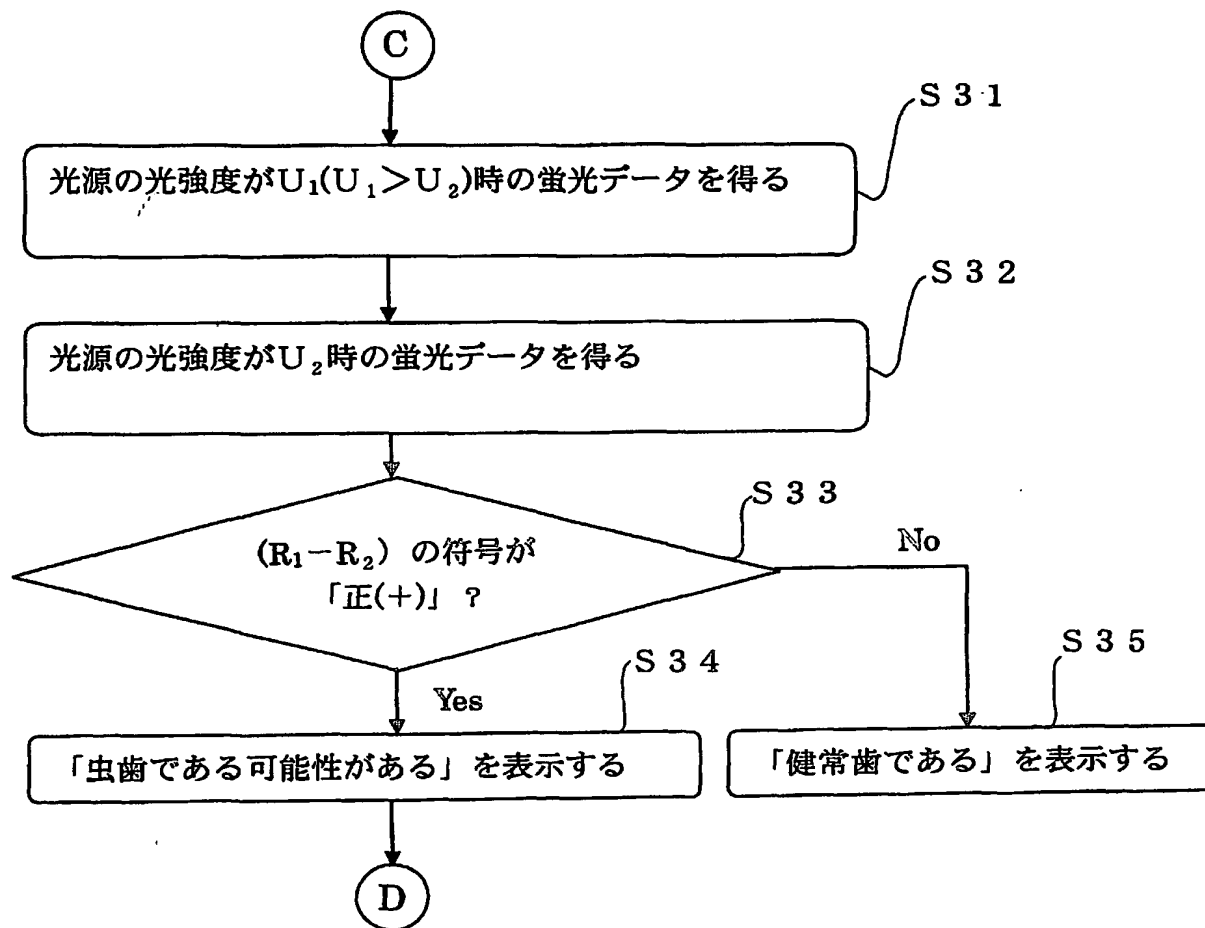 C
S31
光源の光強度がU₁(U₁>U₂)時の蛍光データを得る
S32
光源の光強度がU₂時の蛍光データを得る
S33
(R₁−R₂)の符号が
「正(+)」?
No
Yes
S34
「虫歯である可能性がある」を表示する
S35
「健常歯である」を表示する
D